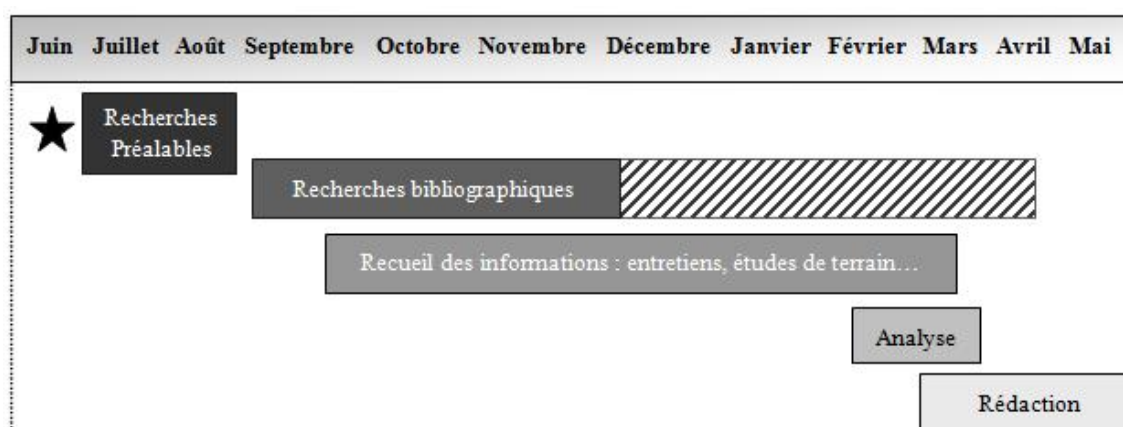 Juin Juillet Août Septembre Octobre Novembre Décembre Janvier Février Mars Avril Mai
Recherches
Préalables
Recherches bibliographiques
Recueil des informations : entretiens, études de terrain…
Analyse
Rédaction